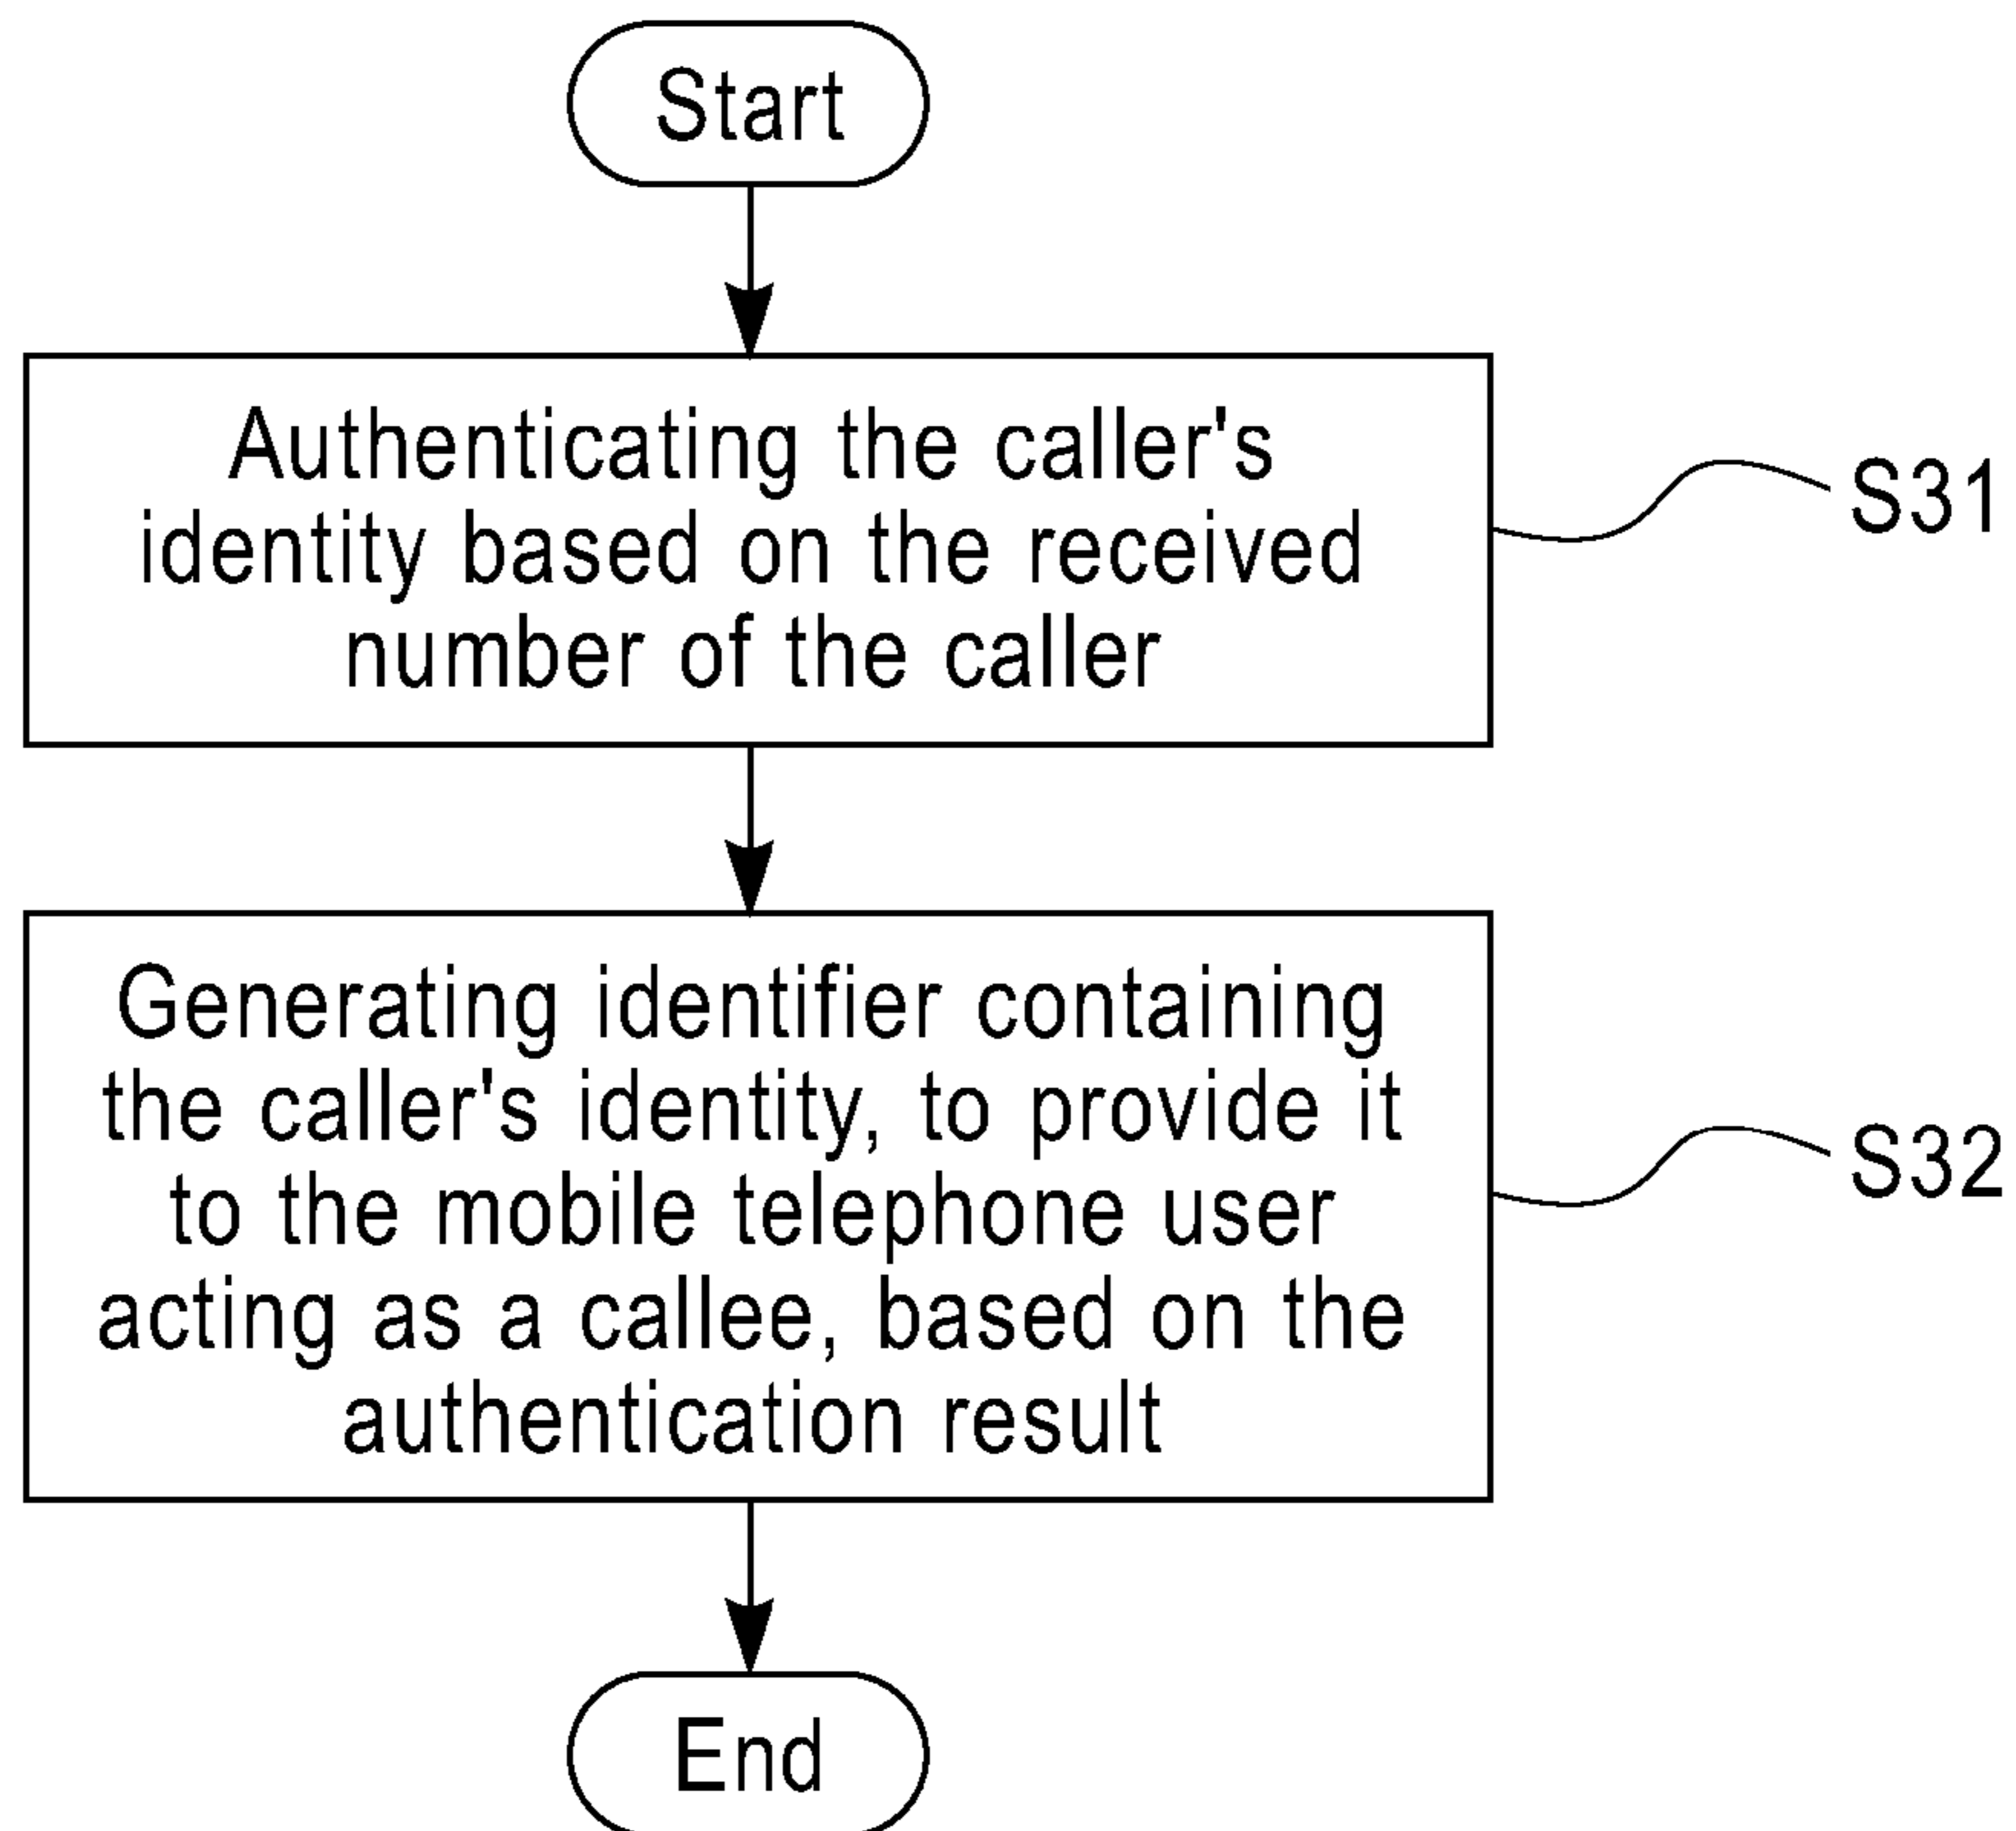 Start
Authenticating the caller's
identity based on the received
number of the caller
S31
Generating identifier containing
the caller's identity, to provide it
to the mobile telephone user
acting as a callee, based on the
authentication result
S32
End